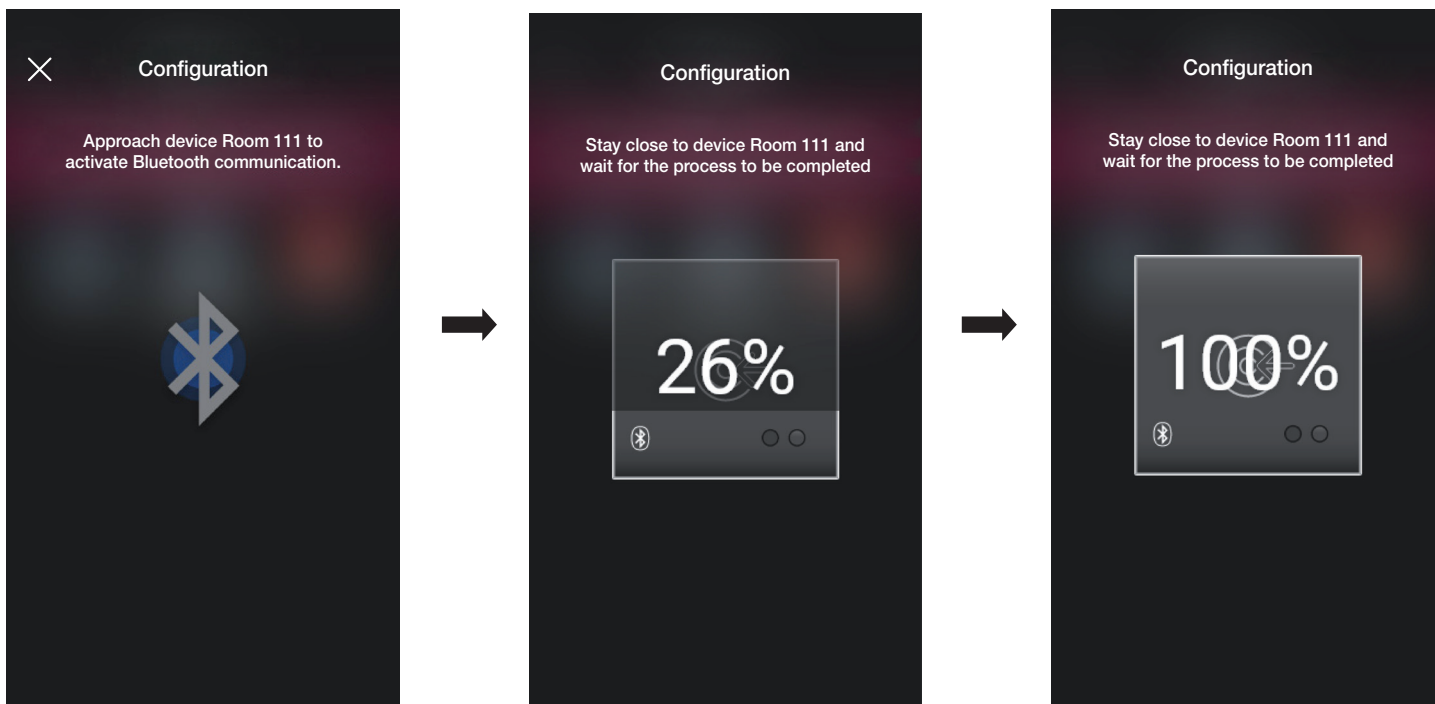 Configuration
Approach device Room 111 to
activate Bluetooth communication.
Configuration
Stay close to device Room 111 and
wait for the process to be completed
26%
Configuration
Stay close to device Room 111 and
wait for the process to be completed
100%